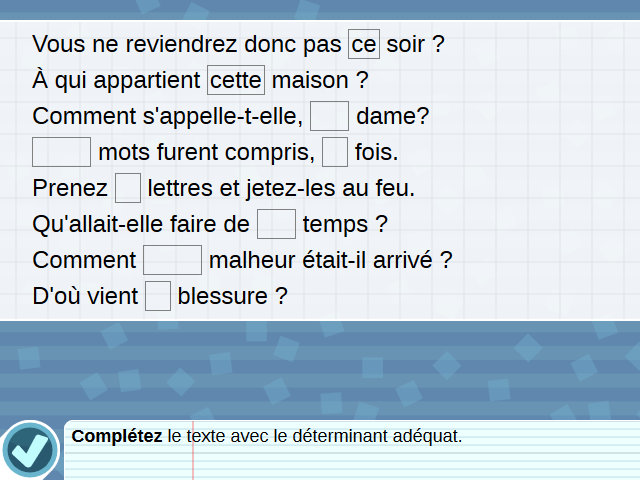 Vous ne reviendrez donc pas ce soir ?
À qui appartient cette maison ?
Comment s'appelle-t-elle, dame?
mots furent compris, fois.
Prenez lettres et jetez-les au feu.
Qu'allait-elle faire de temps ?
Comment malheur était-il arrivé ?
D'où vient blessure ?
Complétez le texte avec le déterminant adéquat.